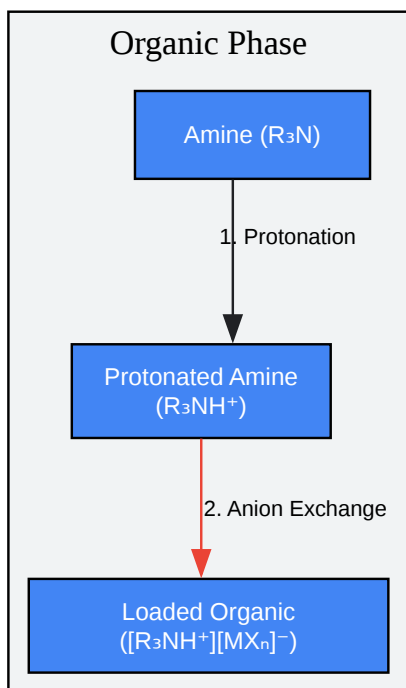 Organic Phase
Amine (R₃N)
1. Protonation
Protonated Amine
(R₃NH⁺)
2. Anion Exchange
Loaded Organic
([R₃NH⁺][MXₙ]⁻)